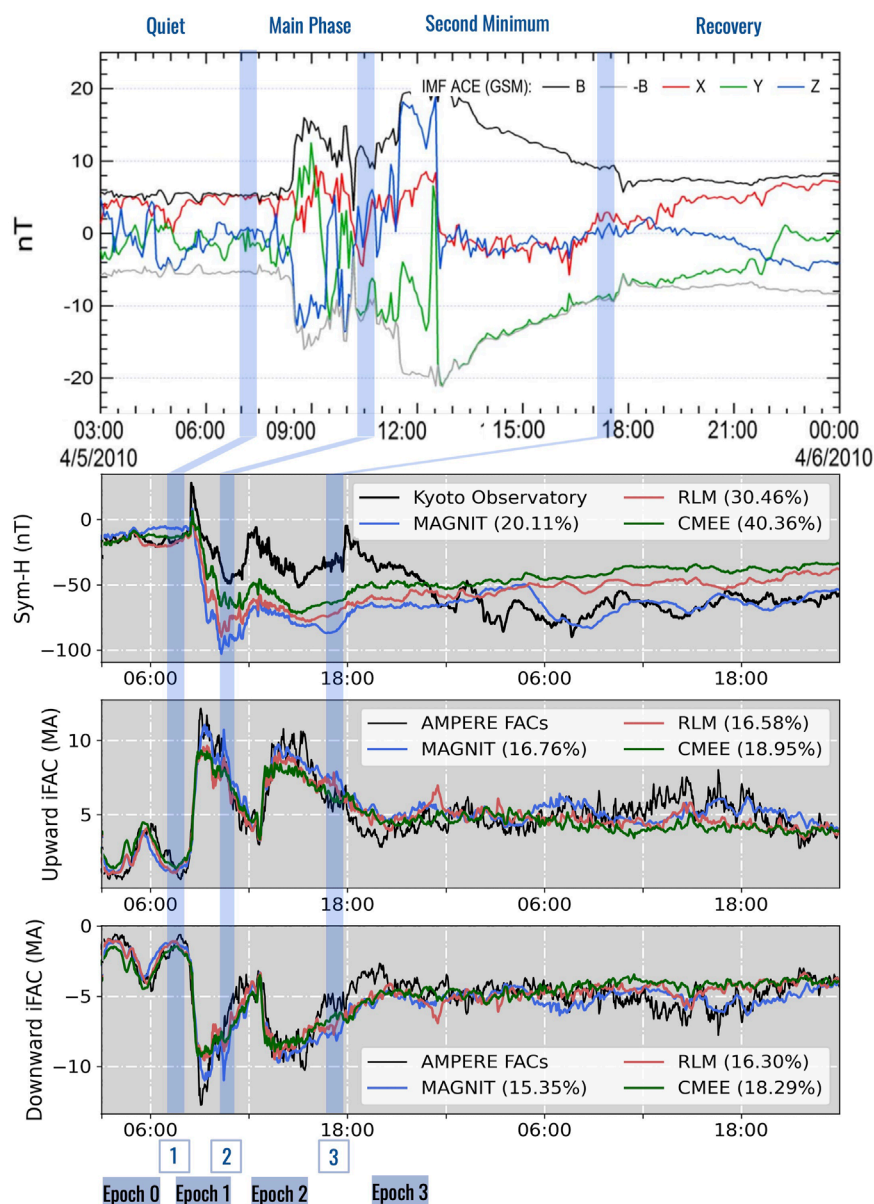 Quiet Main Phase Second Minimum Recovery
IMF ACE (GSM): B -B X Y Z
20
10
0
-10
-20
nT
03:00 06:00 09:00 12:00 15:00 18:00 21:00 00:00
4/5/2010 4/6/2010
Kyoto Observatory RLM (30.46%)
MAGNIT (20.11%) CMEE (40.36%)
0
−50
−100
Sym-H (nT)
06:00 18:00 06:00 18:00
AMPERE FACs RLM (16.58%)
MAGNIT (16.76%) CMEE (18.95%)
10
5
Upward iFAC (MA)
06:00 18:00 06:00 18:00
0
−5
−10
Downward iFAC (MA)
AMPERE FACs RLM (16.30%)
MAGNIT (15.35%) CMEE (18.29%)
06:00 18:00 06:00 18:00
1 2 3
Epoch 0 Epoch 1 Epoch 2 Epoch 3